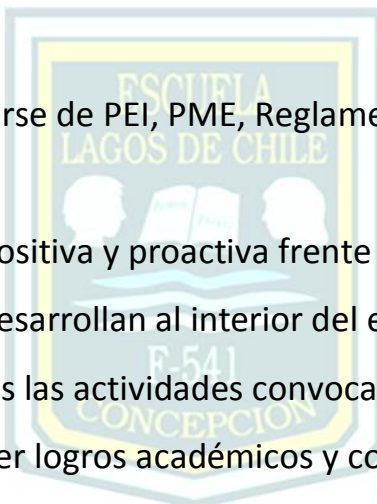 ESCUELA
rse de PEI, PME, Reglame
LAGOS DE CHILE
ositiva y proactiva frente
esarrollan al interior del e
F-541
s las actividades convoca
CONCEPCION
er logros académicos y co